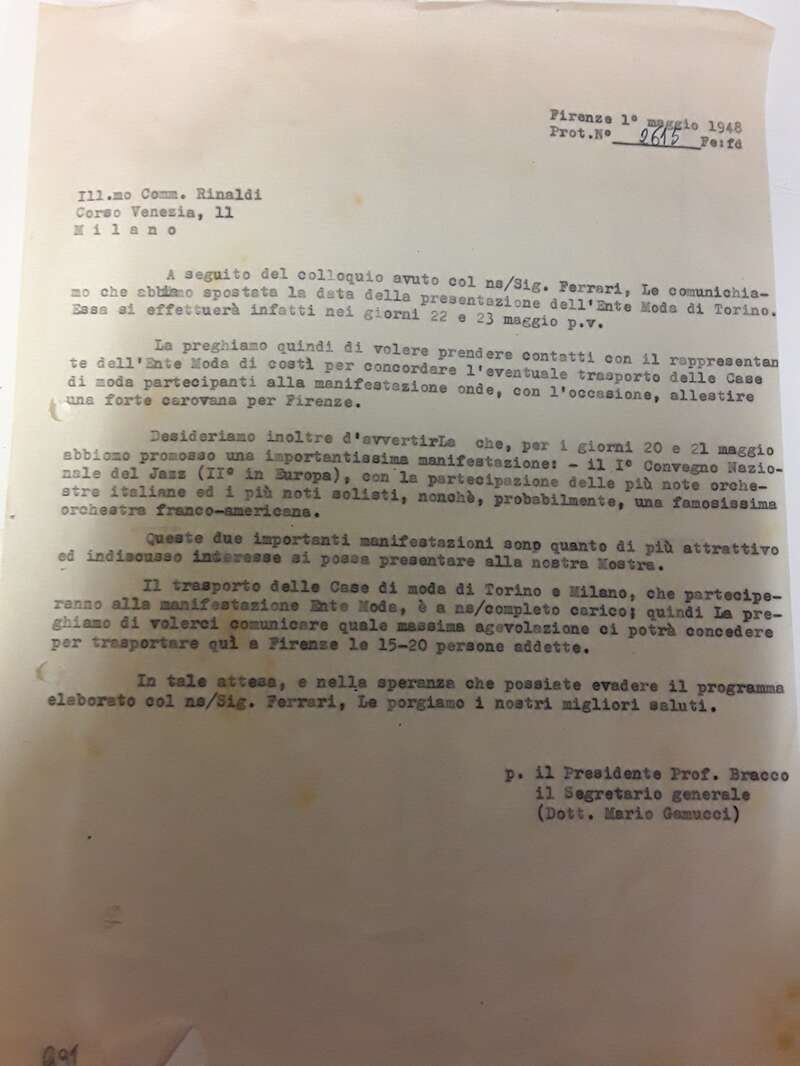 Firenze 1° maggio 1948
Prot.N° 2615 Fe:fd
Ill.mo Comm. Rinaldi
Corso Venezia, 11
M i l a n o
A seguito del colloquio avuto col ns/Sig. Ferrari, Le comunichia-
mo che abbiamo spostata la data della presentazione dell'Ente Moda di Torino.
Essa si effettuerà infatti nei giorni 22 e 23 maggio p.v.
La preghiamo quindi di volere prendere contatti con il rappresentan
te dell'Ente Moda di costì per concordare l'eventuale trasporto delle Case
di moda partecipanti alla manifestazione onde, con l'occasione, allestire
una forte carovana per Firenze.
Desideriamo inoltre d'avvertirLa che, per i giorni 20 e 21 maggio
abbiomo promosso una importantissima manifestazione: - il I° Convegno Nazio-
nale del Jazz (II° in Europa), con la partecipazione delle più note orche-
stre italiane ed i più noti solisti, nonchè, probabilmente, una famosissima
orchestra franco-americana.
Queste due importanti manifestazioni sono quanto di più attrattivo
ed indiscusso interesse si possa presentare alla nostra Mostra.
Il trasporto delle Case di moda di Torino e Milano, che partecipe-
ranno alla manifestazione Ente Moda, è a ns/completo carico; quindi La pre-
ghiamo di volerci comunicare quale massima agevolazione ci potrà concedere
per trasportare quì a Firenze le 15-20 persone addette.
In tale attesa, e nella speranza che possiate evadere il programma
elaborato col ns/Sig. Ferrari, Le porgiamo i nostri migliori saluti.
p. il Presidente Prof. Bracco
il Segretario generale
(Dott. Mario Gamucci)
291